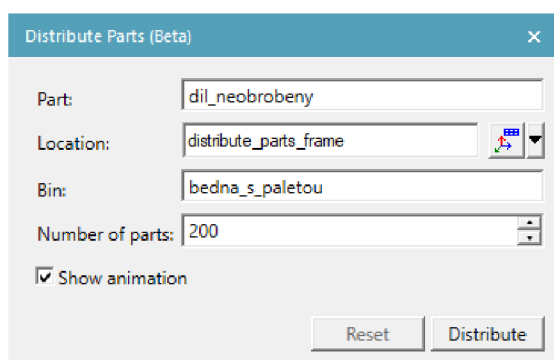 Distribute Parts (Beta)
Part: dil_neobrobeny
Location: distribute_parts_frame
Bin: bedna_s_paletou
Number of parts: 200
Show animation
Reset Distribute